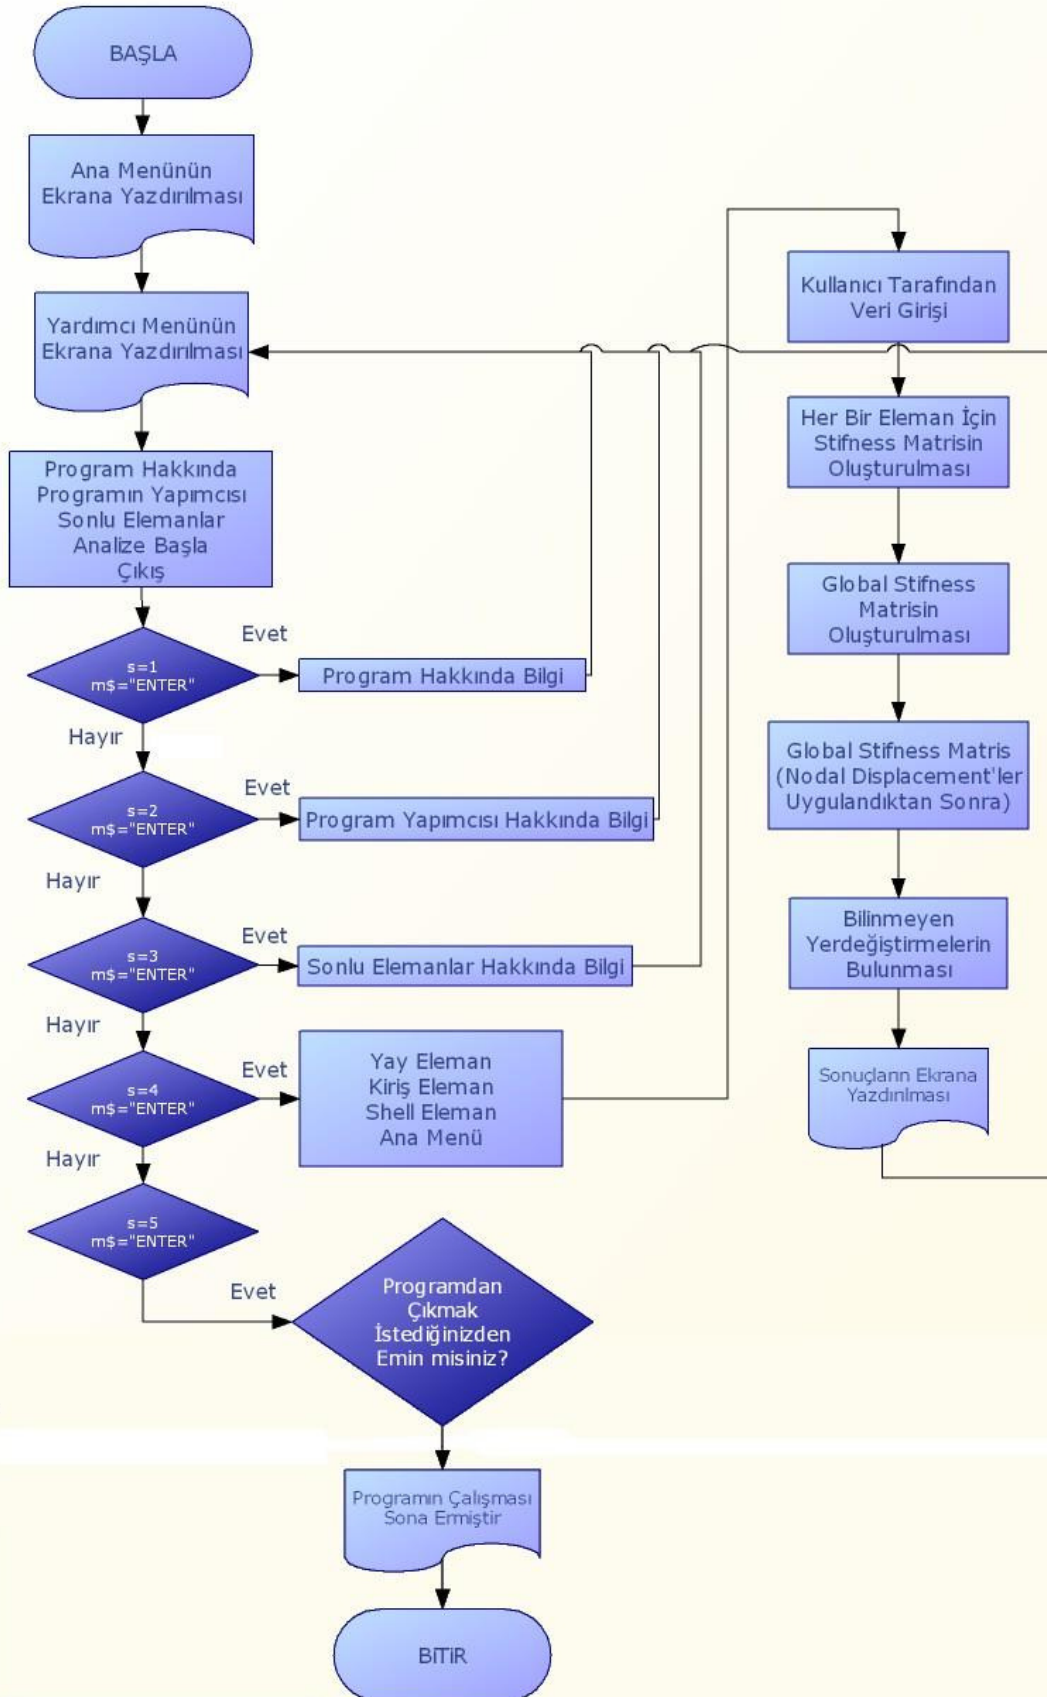 BAŞLA
Ana Menünün
Ekrana Yazdırılması
Yardımcı Menünün
Ekrana Yazdırılması
Program Hakkında
Programın Yapımcısı
Sonlu Elemanlar
Analize Başla
Çıkış
s=1
m$="ENTER"
Evet
Program Hakkında Bilgi
Hayır
s=2
m$="ENTER"
Evet
Program Yapımcısı Hakkında Bilgi
Hayır
s=3
m$="ENTER"
Evet
Sonlu Elemanlar Hakkında Bilgi
Hayır
s=4
m$="ENTER"
Evet
Yay Eleman
Kiriş Eleman
Shell Eleman
Ana Menü
Hayır
s=5
m$="ENTER"
Evet
Programdan
Çıkmak
İstediğinizden
Emin misiniz?
Programın Çalışması
Sona Ermiştir
BİTİR
Kullanıcı Tarafından
Veri Girişi
Her Bir Eleman İçin
Stifness Matrisin
Oluşturulması
Global Stifness
Matrisin
Oluşturulması
Global Stifness Matris
(Nodal Displacement'ler
Uygulandıktan Sonra)
Bilinmeyen
Yerdeğiştirmelerin
Bulunması
Sonuçların Ekrana
Yazdırılması